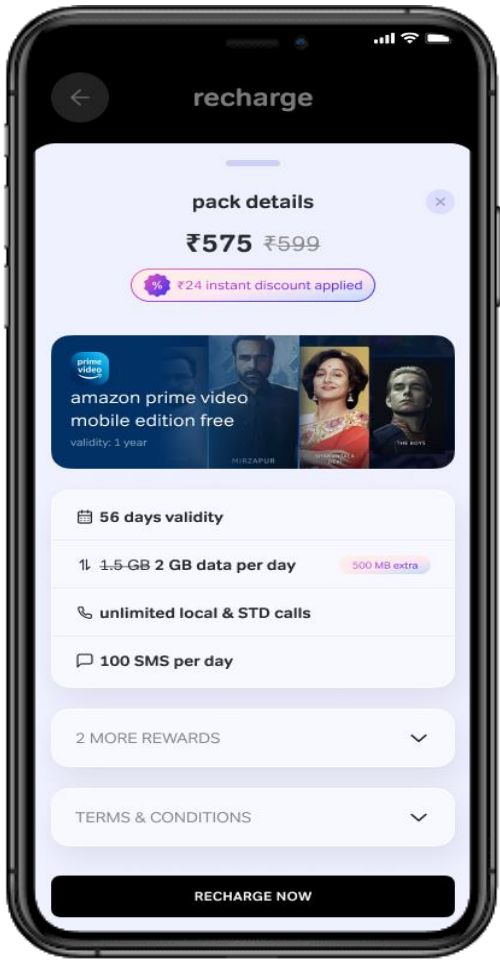 recharge
pack details
₹575 ₹599
% ₹24 instant discount applied
prime
video
amazon prime video
mobile edition free
validity: 1 year
MIRZAPUR
THE BOYS
56 days validity
1.5 GB 2 GB data per day 500 MB extra
unlimited local & STD calls
100 SMS per day
2 MORE REWARDS
TERMS & CONDITIONS
RECHARGE NOW